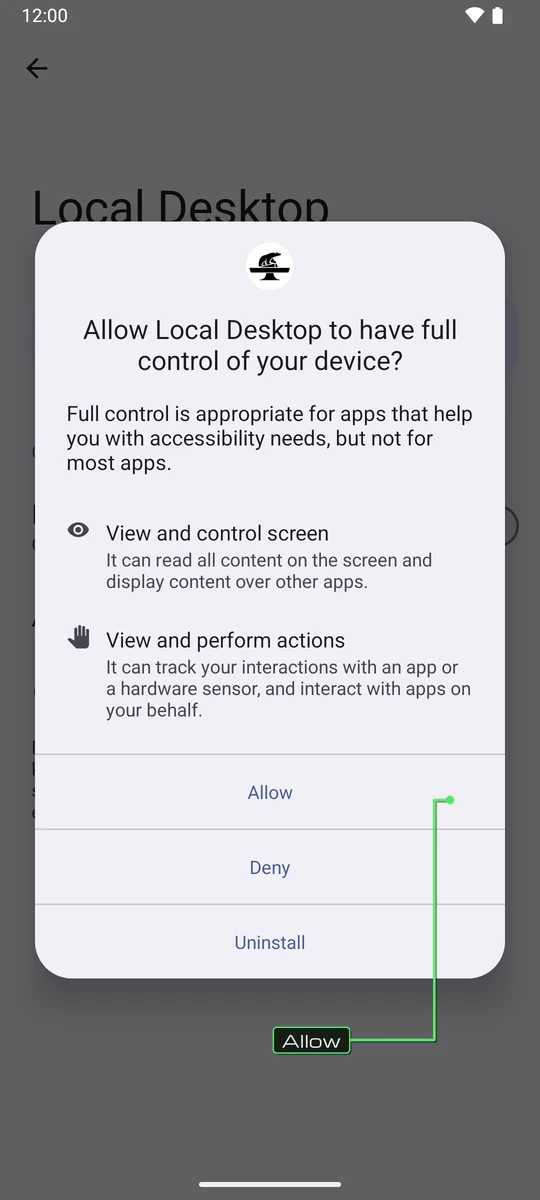 12:00
Local Desktop
Allow Local Desktop to have full
control of your device?
Full control is appropriate for apps that help
you with accessibility needs, but not for
most apps.
View and control screen
It can read all content on the screen and
display content over other apps.
View and perform actions
It can track your interactions with an app or
a hardware sensor, and interact with apps on
your behalf.
Allow
Deny
Uninstall
Allow